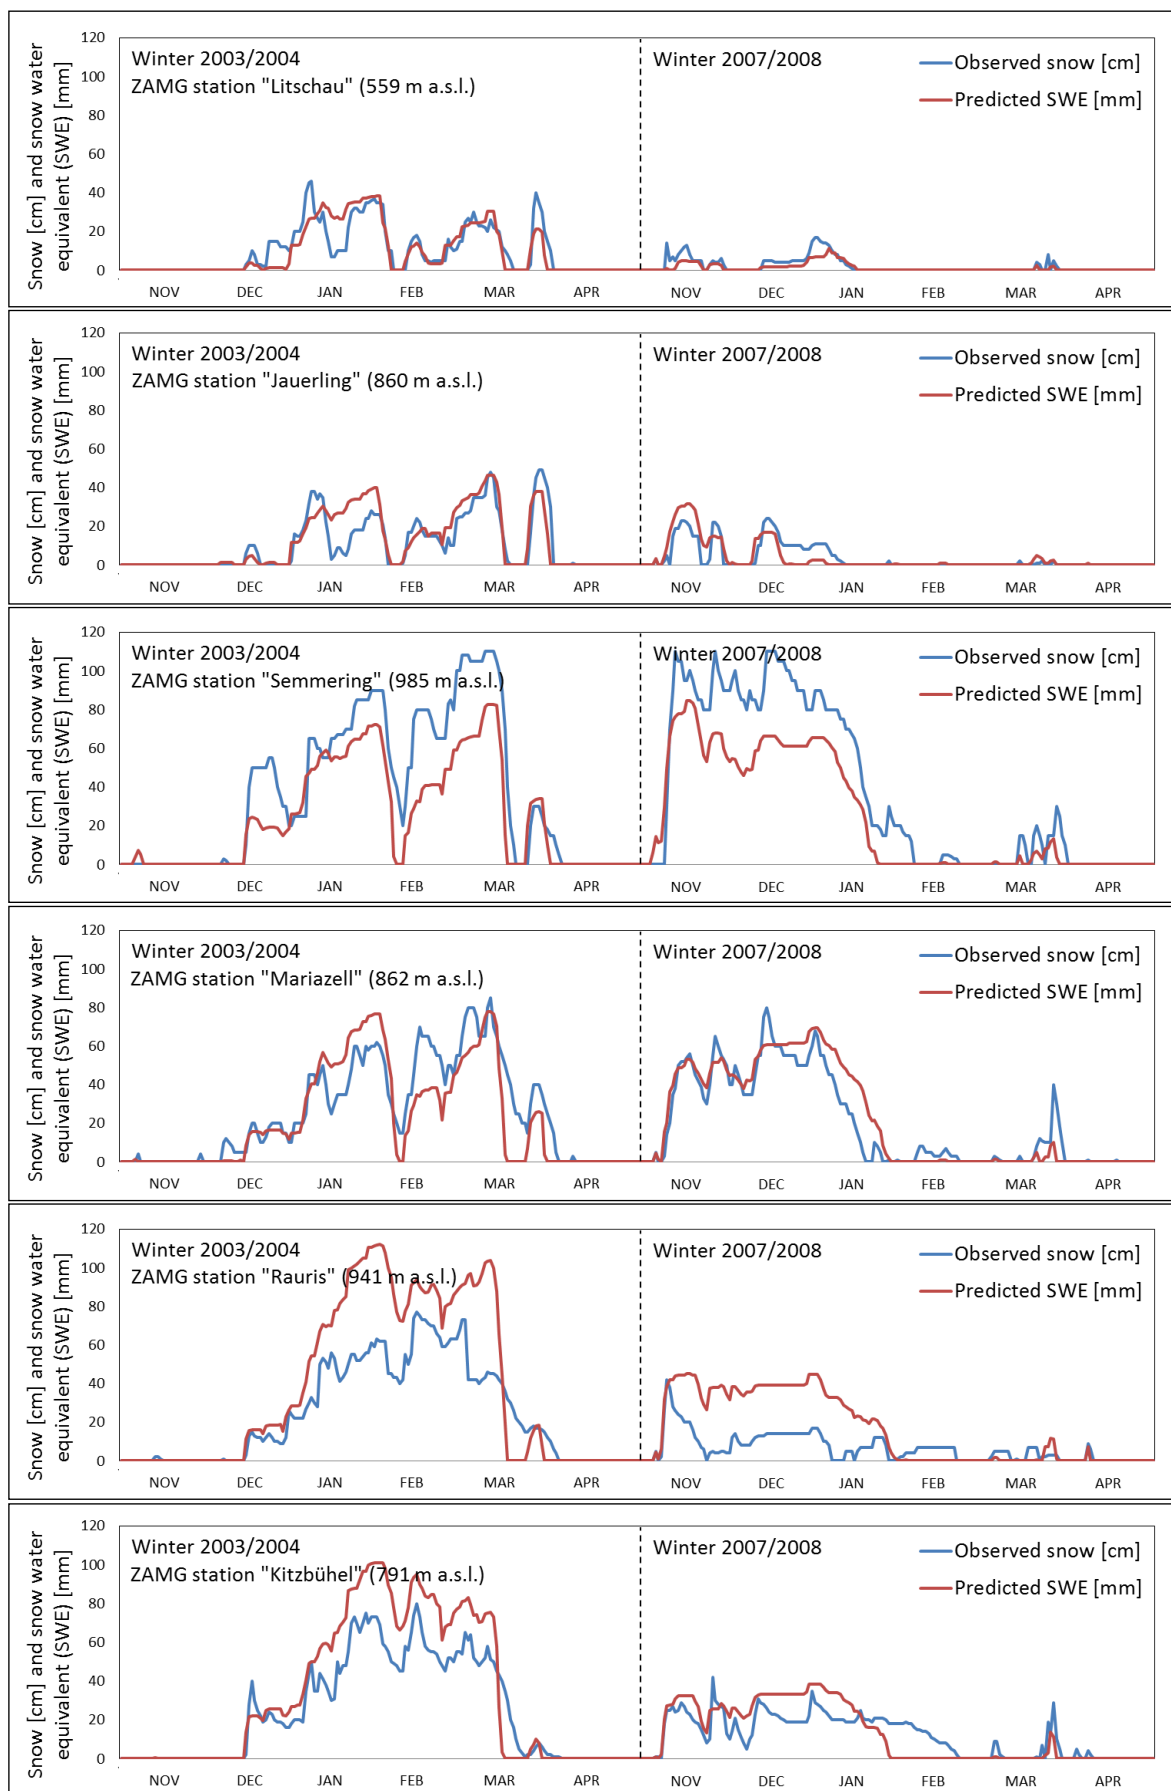 Snow [cm] and snow water
equivalent (SWE) [mm]
120
100
80
60
40
20
0
Winter 2003/2004
ZAMG station "Litschau" (559 m a.s.l.)
Winter 2007/2008
Observed snow [cm]
Predicted SWE [mm]
NOV DEC JAN FEB MAR APR NOV DEC JAN FEB MAR APR
Snow [cm] and snow water
equivalent (SWE) [mm]
120
100
80
60
40
20
0
Winter 2003/2004
ZAMG station "Jauerling" (860 m a.s.l.)
Winter 2007/2008
Observed snow [cm]
Predicted SWE [mm]
NOV DEC JAN FEB MAR APR NOV DEC JAN FEB MAR APR
Snow [cm] and snow water
equivalent (SWE) [mm]
120
100
80
60
40
20
0
Winter 2003/2004
ZAMG station "Semmering" (985 m a.s.l.)
Winter 2007/2008
Observed snow [cm]
Predicted SWE [mm]
NOV DEC JAN FEB MAR APR NOV DEC JAN FEB MAR APR
Snow [cm] and snow water
equivalent (SWE) [mm]
120
100
80
60
40
20
0
Winter 2003/2004
ZAMG station "Mariazell" (862 m a.s.l.)
Winter 2007/2008
Observed snow [cm]
Predicted SWE [mm]
NOV DEC JAN FEB MAR APR NOV DEC JAN FEB MAR APR
Snow [cm] and snow water
equivalent (SWE) [mm]
120
100
80
60
40
20
0
Winter 2003/2004
ZAMG station "Rauris" (941 m a.s.l.)
Winter 2007/2008
Observed snow [cm]
Predicted SWE [mm]
NOV DEC JAN FEB MAR APR NOV DEC JAN FEB MAR APR
Snow [cm] and snow water
equivalent (SWE) [mm]
120
100
80
60
40
20
0
Winter 2003/2004
ZAMG station "Kitzbühel" (791 m a.s.l.)
Winter 2007/2008
Observed snow [cm]
Predicted SWE [mm]
NOV DEC JAN FEB MAR APR NOV DEC JAN FEB MAR APR